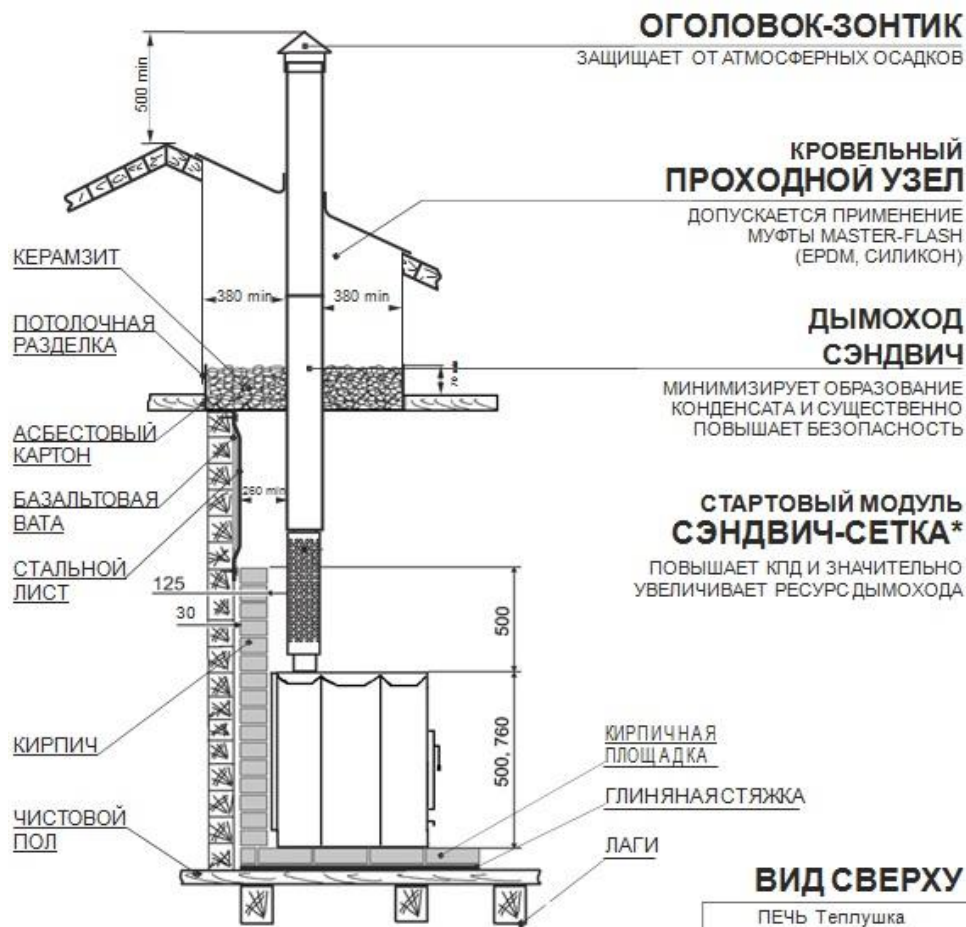 ОГОЛОВОК-ЗОНТИК
ЗАЩИЩАЕТ ОТ АТМОСФЕРНЫХ ОСАДКОВ
500 min
КРОВЕЛЬНЫЙ
ПРОХОДНОЙ УЗЕЛ
ДОПУСКАЕТСЯ ПРИМЕНЕНИЕ
МУФТЫ MASTER-FLASH
(EPDM, СИЛИКОН)
КЕРАМЗИТ
380 min
380 min
ПОТОЛОЧНАЯ
РАЗДЕЛКА
ДЫМОХОД
СЭНДВИЧ
МИНИМИЗИРУЕТ ОБРАЗОВАНИЕ
КОНДЕНСАТА И СУЩЕСТВЕННО
ПОВЫШАЕТ БЕЗОПАСНОСТЬ
70
АСБЕСТОВЫЙ
КАРТОН
БАЗАЛЬТОВАЯ
ВАТА
260 min
СТАРТОВЫЙ МОДУЛЬ
СЭНДВИЧ-СЕТКА*
ПОВЫШАЕТ КПД И ЗНАЧИТЕЛЬНО
УВЕЛИЧИВАЕТ РЕСУРС ДЫМОХОДА
СТАЛЬНОЙ
ЛИСТ
125
30
500
500, 760
КИРПИЧ
КИРПИЧНАЯ
ПЛОЩАДКА
ГЛИНЯНАЯ СТЯЖКА
ЧИСТОВОЙ
ПОЛ
ЛАГИ
ВИД СВЕРХУ
ПЕЧЬ Теплушка